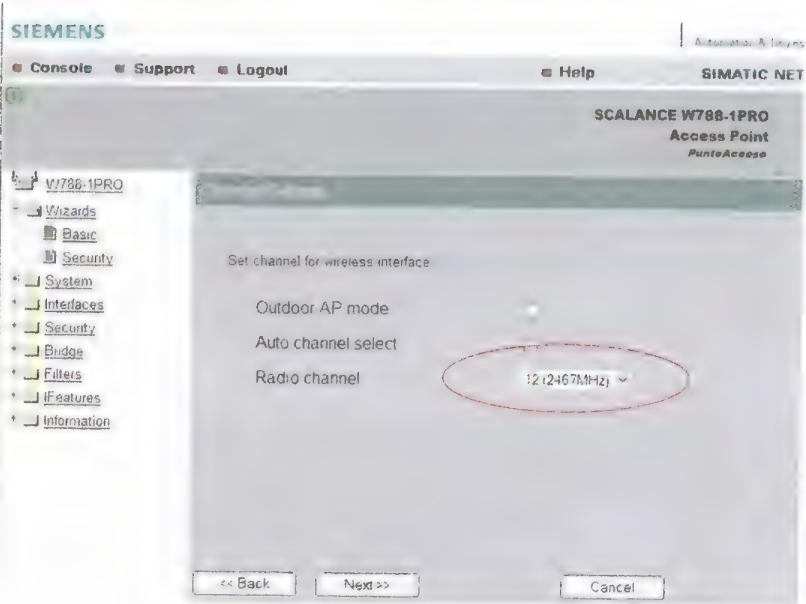 SIEMENS
Console Support Logout Help SIMATIC NET
SCALANCE W788-1PRO
Access Point
PuntoAcceso
W788-1PRO
Wizards
Basic
Security
System
Interfaces
Security
Bridge
Filters
IFeatures
Information
Set channel for wireless interface
Outdoor AP mode
Auto channel select
Radio channel 12 (2467MHz)
<< Back Next >> Cancel